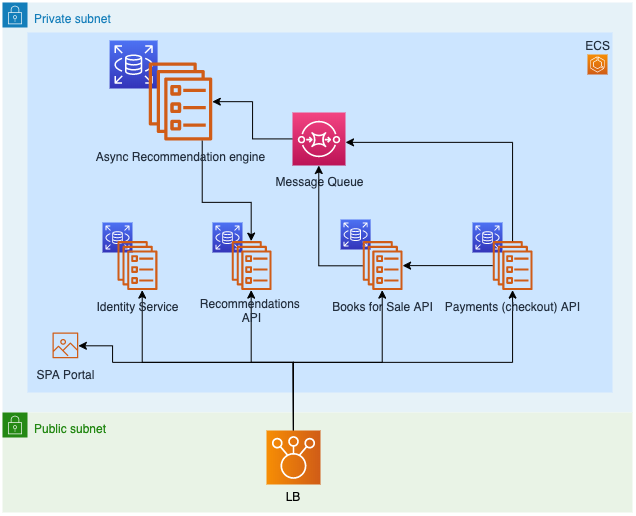 Private subnet
ECS
Async Recommendation engine
Message Queue
Identity Service
Recommendations
API
Books for Sale API
Payments (checkout) API
SPA Portal
Public subnet
LB